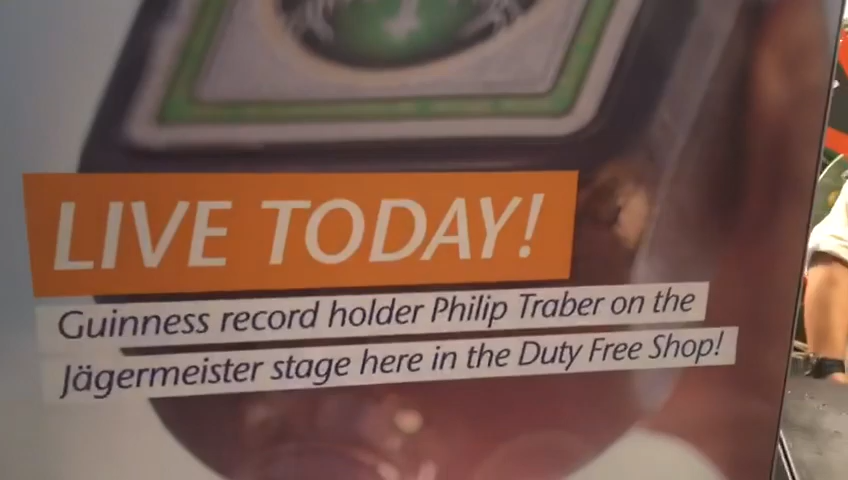 LIVE TODAY!
Guinness record holder Philip Traber on the
Jägermeister stage here in the Duty Free Shop!